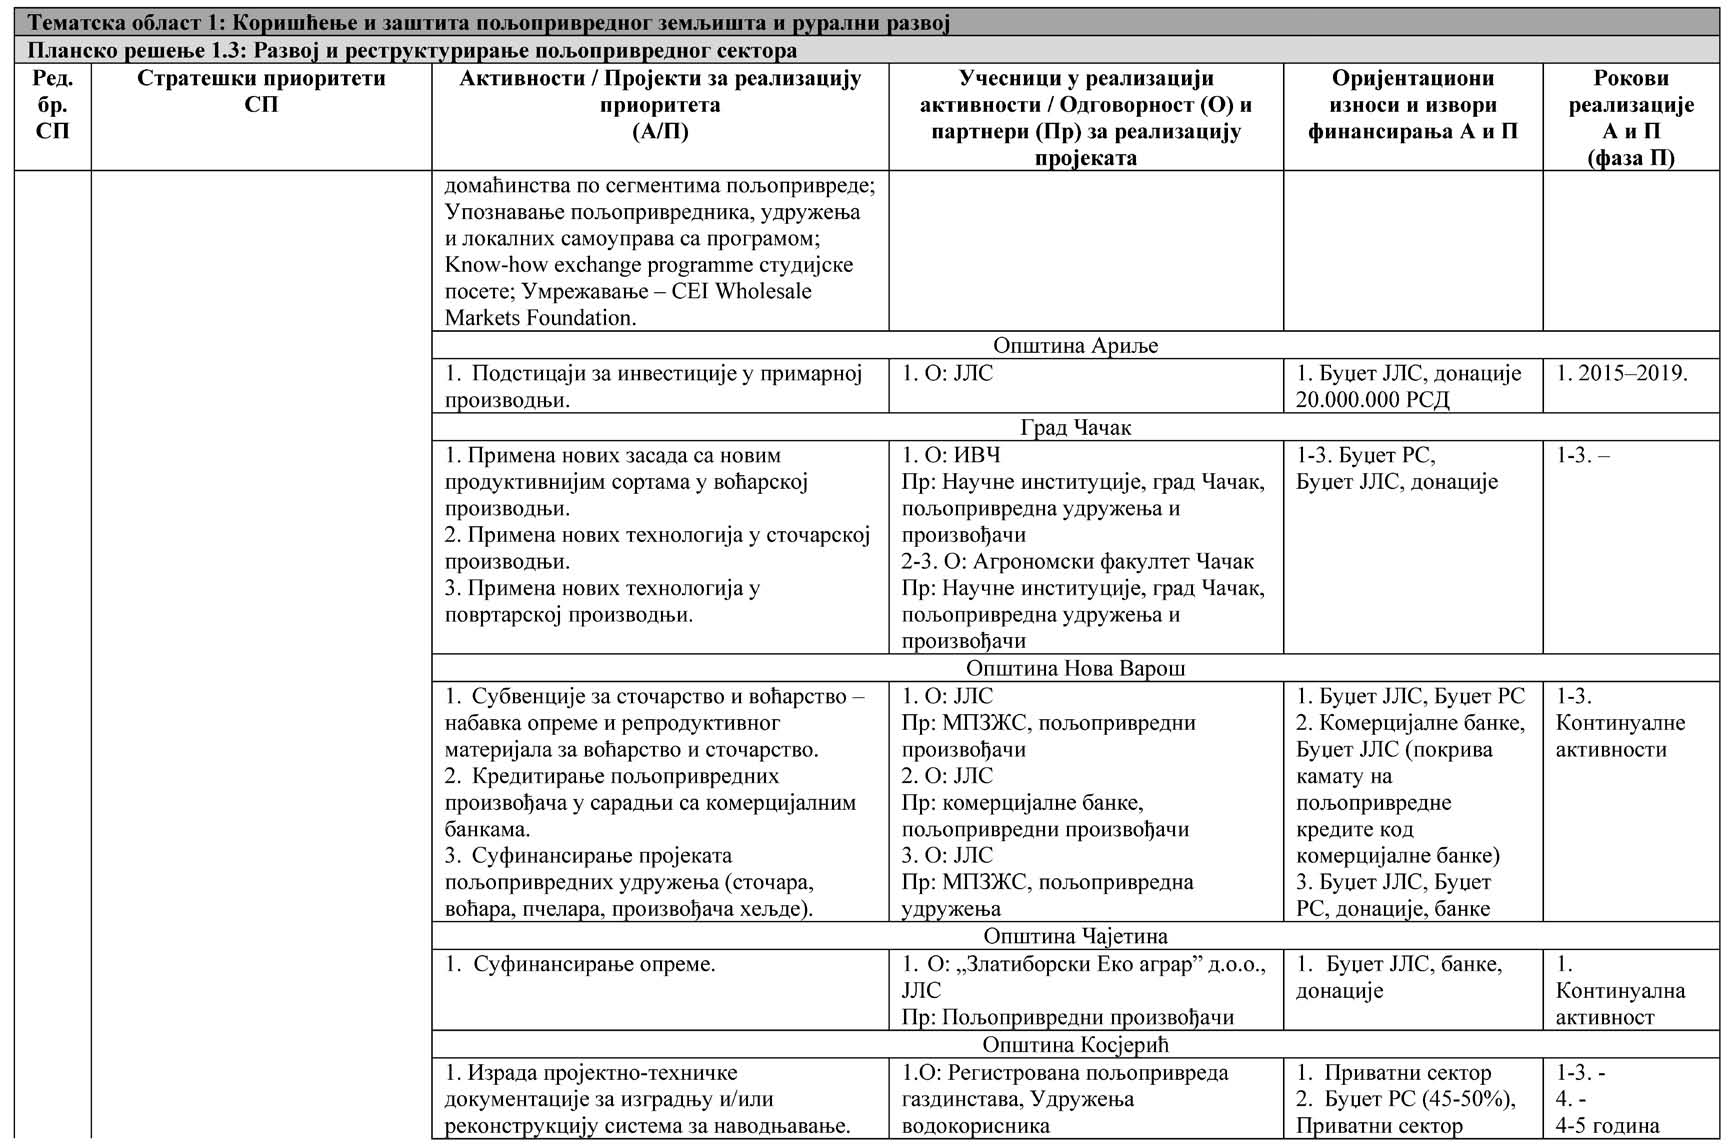 Тематска област 1: Коришћење и заштита пољопривредног земљишта и рурални развој
Планско решење 1.3: Развој и реструктурирање пољопривредног сектора
Ред.
бр.
СП
Стратешки приоритети
СП
Активности / Пројекти за реализацију
приоритета
(А/П)
Учесници у реализацији
активности / Одговорност (О) и
партнери (Пр) за реализацију
пројеката
Оријентациони
износи и извори
финансирања А и П
Рокови
реализације
А и П
(фаза П)
домаћинства по сегментима пољопривреде;
Упознавање пољопривредника, удружења
и локалних самоуправа са програмом;
Know-how exchange programme студијске
посете; Умрежавање – CEI Wholesale
Markets Foundation.
Општина Ариље
1. Подстицаји за инвестиције у примарној
производњи.
1. О: ЈЛС
1. Буџет ЈЛС, донације
20.000.000 РСД
1. 2015–2019.
Град Чачак
1. Примена нових засада са новим
продуктивнијим сортама у воћарској
производњи.
2. Примена нових технологија у сточарској
производњи.
3. Примена нових технологија у
повртарској производњи.
1. О: ИВЧ
Пр: Научне институције, град Чачак,
пољопривредна удружења и
произвођачи
2-3. О: Агрономски факултет Чачак
Пр: Научне институције, град Чачак,
пољопривредна удружења и
произвођачи
1-3. Буџет РС,
Буџет ЈЛС, донације
1-3. –
Општина Нова Варош
1. Субвенције за сточарство и воћарство –
набавка опреме и репродуктивног
материјала за воћарство и сточарство.
2. Кредитирање пољопривредних
произвођача у сарадњи са комерцијалним
банкама.
3. Суфинансирање пројеката
пољопривредних удружења (сточара,
воћара, пчелара, произвођача хељде).
1. О: ЈЛС
Пр: МПЗЖС, пољопривредни
произвођачи
2. О: ЈЛС
Пр: комерцијалне банке,
пољопривредни произвођачи
3. О: ЈЛС
Пр: МПЗЖС, пољопривредна
удружења
1. Буџет ЈЛС, Буџет РС
2. Комерцијалне банке,
Буџет ЈЛС (покрива
камату на
пољопривредне
кредите код
комерцијалне банке)
3. Буџет ЈЛС, Буџет
РС, донације, банке
1-3.
Континуалне
активности
Општина Чајетина
1. Суфинансирање опреме.
1. О: „Златиборски Еко аграр” д.о.о.,
ЈЛС
Пр: Пољопривредни произвођачи
1. Буџет ЈЛС, банке,
донације
1.
Континуална
активност
Општина Косјерић
1. Израда пројектно-техничке
документације за изградњу и/или
реконструкцију система за наводњавање.
1.О: Регистрована пољопривреда
газдинстава, Удружења
водокорисника
1. Приватни сектор
2. Буџет РС (45-50%),
Приватни сектор
1-3. -
4. -
4-5 година